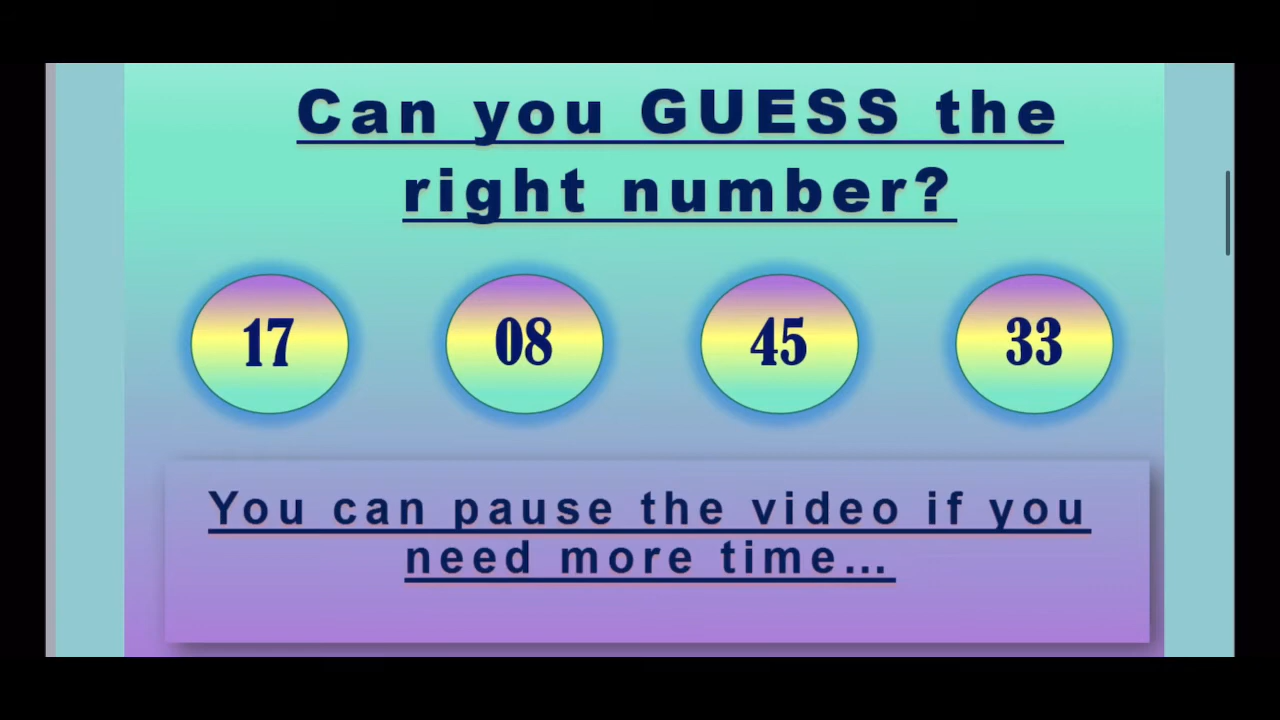 Can you GUESS the
right number?
17 08 45 33
You can pause the video if you
need more time...